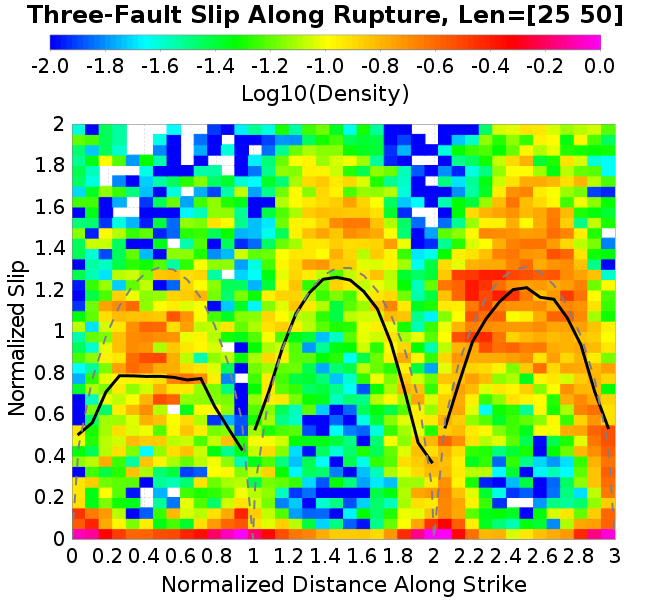 Three-Fault Slip Along Rupture, Len=[25 50]
-2.0 -1.8 -1.6 -1.4 -1.2 -1.0 -0.8 -0.6 -0.4 -0.2 0.0
Log10(Density)
2
1.8
1.6
1.4
1.2
1
0.8
0.6
0.4
0.2
0
Normalized Slip
0 0.2 0.4 0.6 0.8 1 1.2 1.4 1.6 1.8 2 2.2 2.4 2.6 2.8 3
Normalized Distance Along Strike